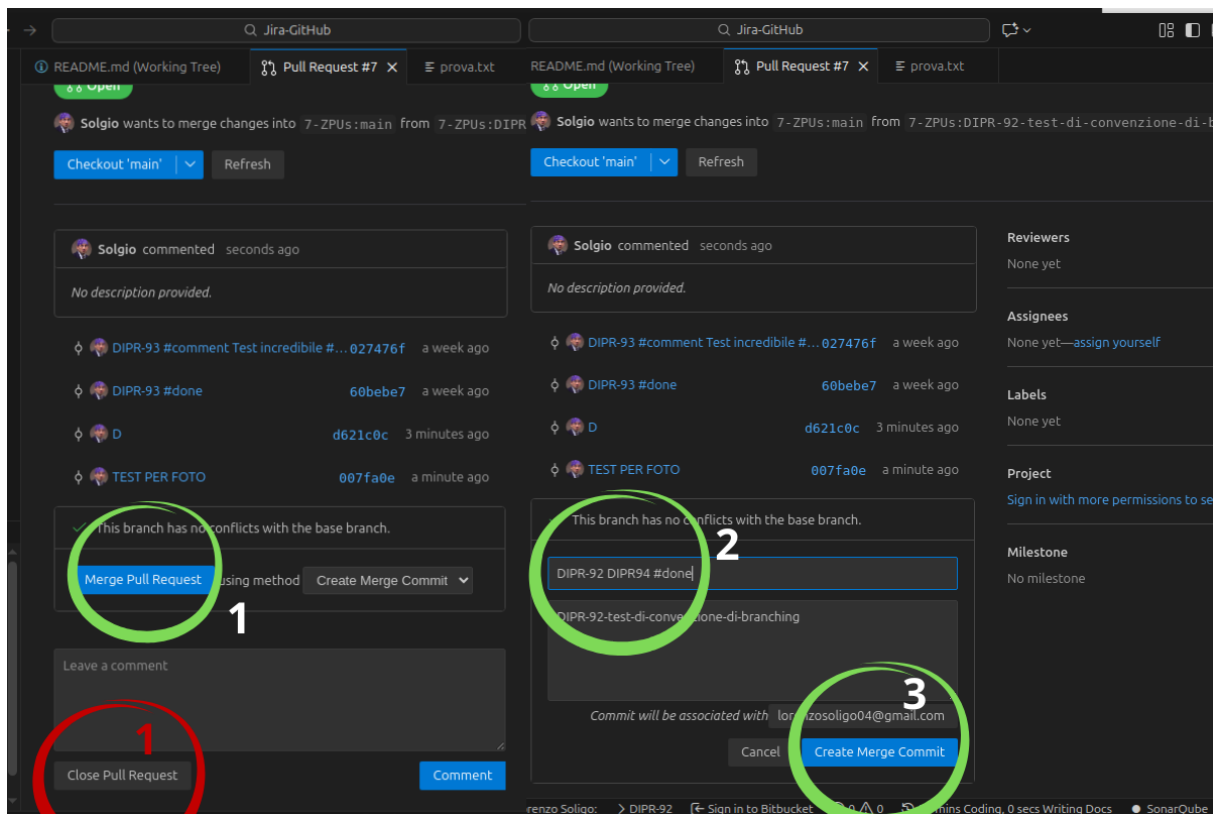 Jira-GitHub
README.md (Working Tree)
Pull Request #7
prova.txt
Open
Solgio wants to merge changes into 7-ZPUs:main from 7-ZPUs:DIPR
Checkout 'main'
Refresh
Solgio commented seconds ago
No description provided.
DIPR-93 #comment Test incredibile #... 027476f a week ago
DIPR-93 #done 60bebe7 a week ago
D d621c0c 3 minutes ago
TEST PER FOTO 007fa0e a minute ago
This branch has no conflicts with the base branch.
Merge Pull Request using method Create Merge Commit
1
Leave a comment
1
Close Pull Request
Comment
Jira-GitHub
README.md (Working Tree)
Pull Request #7
prova.txt
Open
Solgio wants to merge changes into 7-ZPUs:main from 7-ZPUs:DIPR-92-test-di-convenzione-di-b
Checkout 'main'
Refresh
Solgio commented seconds ago
No description provided.
DIPR-93 #comment Test incredibile #... 027476f a week ago
DIPR-93 #done 60bebe7 a week ago
D d621c0c 3 minutes ago
TEST PER FOTO 007fa0e a minute ago
This branch has no conflicts with the base branch.
2
DIPR-92 DIPR94 #done
DIPR-92-test-di-convenzione-di-branching
3
Commit will be associated with lorenzosoligo04@gmail.com
Cancel
Create Merge Commit
Reviewers
None yet
Assignees
None yet—assign yourself
Labels
None yet
Project
Sign in with more permissions to se
Milestone
No milestone
renzo Soligo: DIPR-92 Sign in to Bitbucket 0 0 mins Coding, 0 secs Writing Docs SonarQube